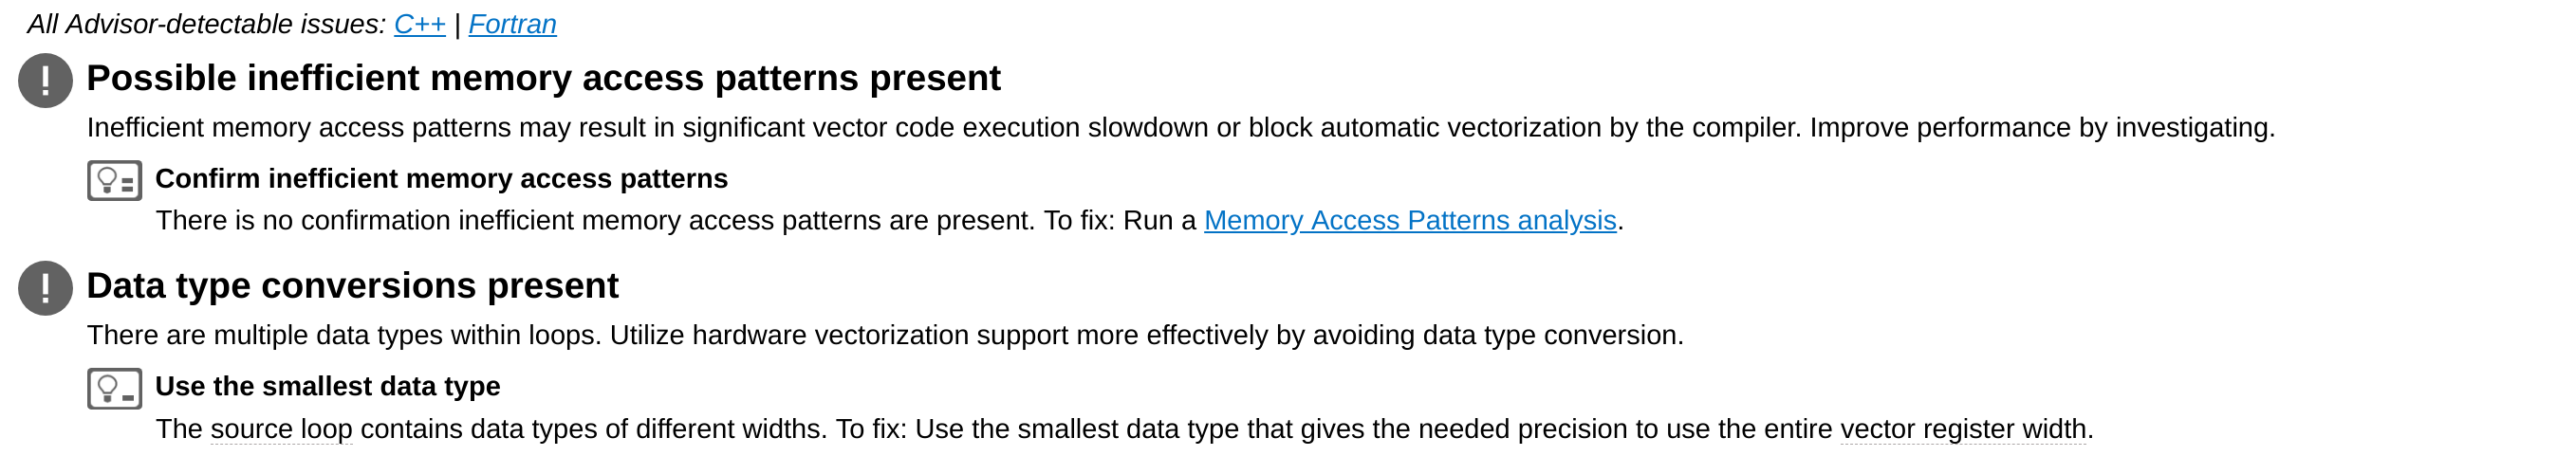 All Advisor-detectable issues: C++ | Fortran
Possible inefficient memory access patterns present
Inefficient memory access patterns may result in significant vector code execution slowdown or block automatic vectorization by the compiler. Improve performance by investigating.
Confirm inefficient memory access patterns
There is no confirmation inefficient memory access patterns are present. To fix: Run a Memory Access Patterns analysis.
Data type conversions present
There are multiple data types within loops. Utilize hardware vectorization support more effectively by avoiding data type conversion.
Use the smallest data type
The source loop contains data types of different widths. To fix: Use the smallest data type that gives the needed precision to use the entire vector register width.